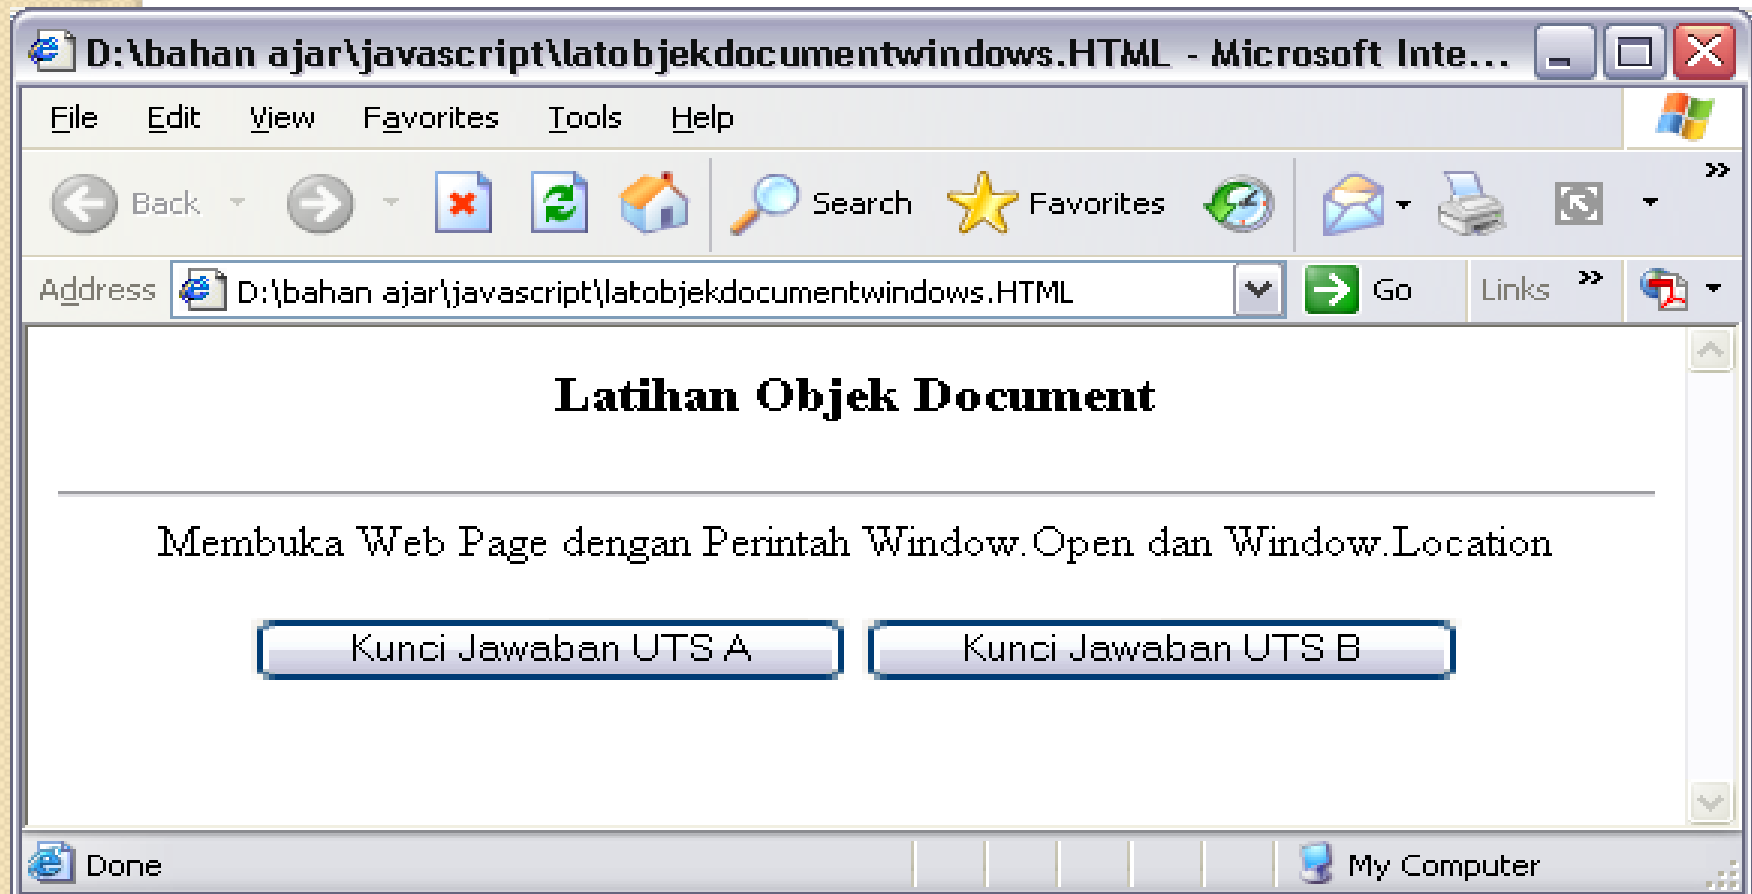 D:\bahan ajar\javascript\latobjekdocumentwindows.HTML - Microsoft Inte...
File Edit View Favorites Tools Help
Back Search Favorites
Address D:\bahan ajar\javascript\latobjekdocumentwindows.HTML Go Links
Latihan Objek Document
Membuka Web Page dengan Perintah Window.Open dan Window.Location
Kunci Jawaban UTS A Kunci Jawaban UTS B
Done My Computer